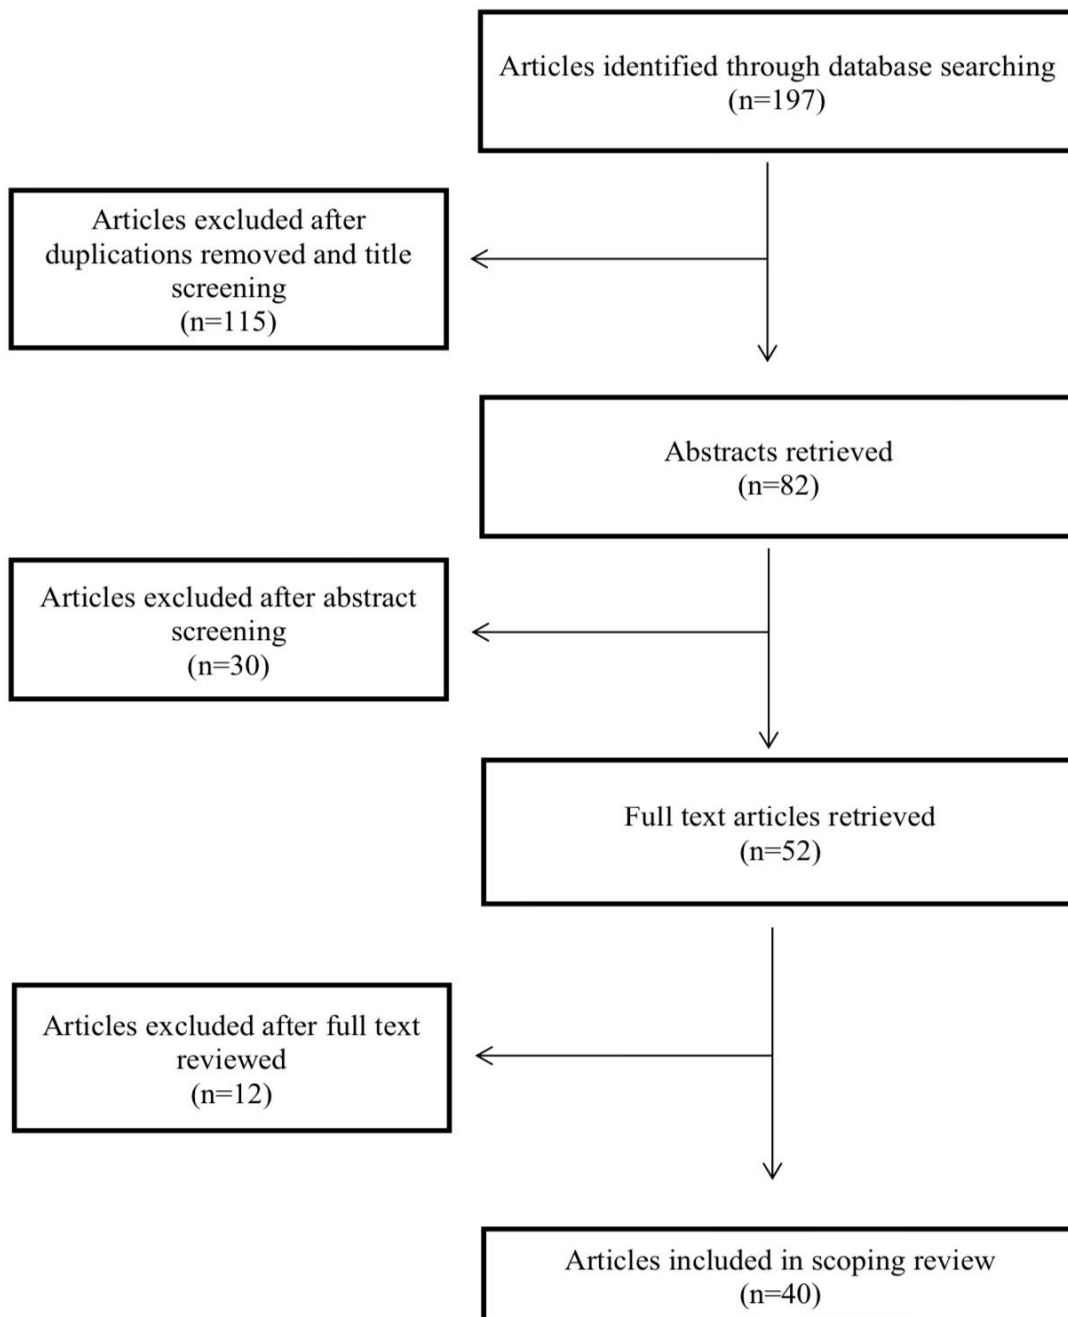 Articles identified through database searching
(n=197)
Articles excluded after
duplications removed and title
screening
(n=115)
Abstracts retrieved
(n=82)
Articles excluded after abstract
screening
(n=30)
Full text articles retrieved
(n=52)
Articles excluded after full text
reviewed
(n=12)
Articles included in scoping review
(n=40)